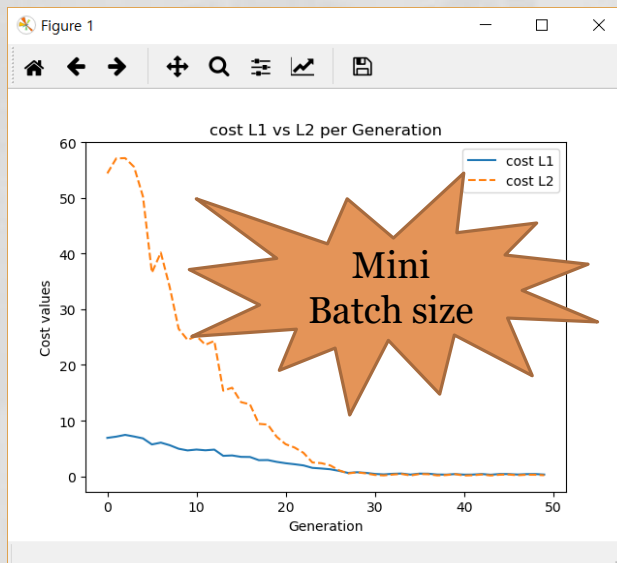 Figure 1
cost L1 vs L2 per Generation
cost L1
cost L2
Mini
Batch size
Cost values
60
50
40
30
20
10
0
0 10 20 30 40 50
Generation